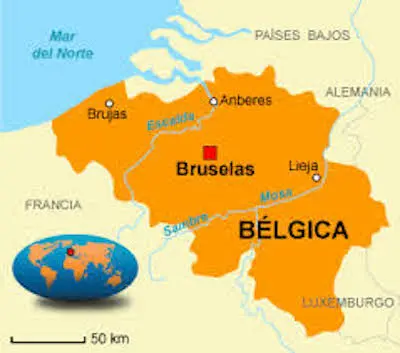 Mar
del Norte
PAÍSES BAJOS
ALEMANIA
Brujas
Anberes
Escalda
Bruselas
Lieja
Mosa
Sambre
FRANCIA
BÉLGICA
LUXEMBURGO
50 km